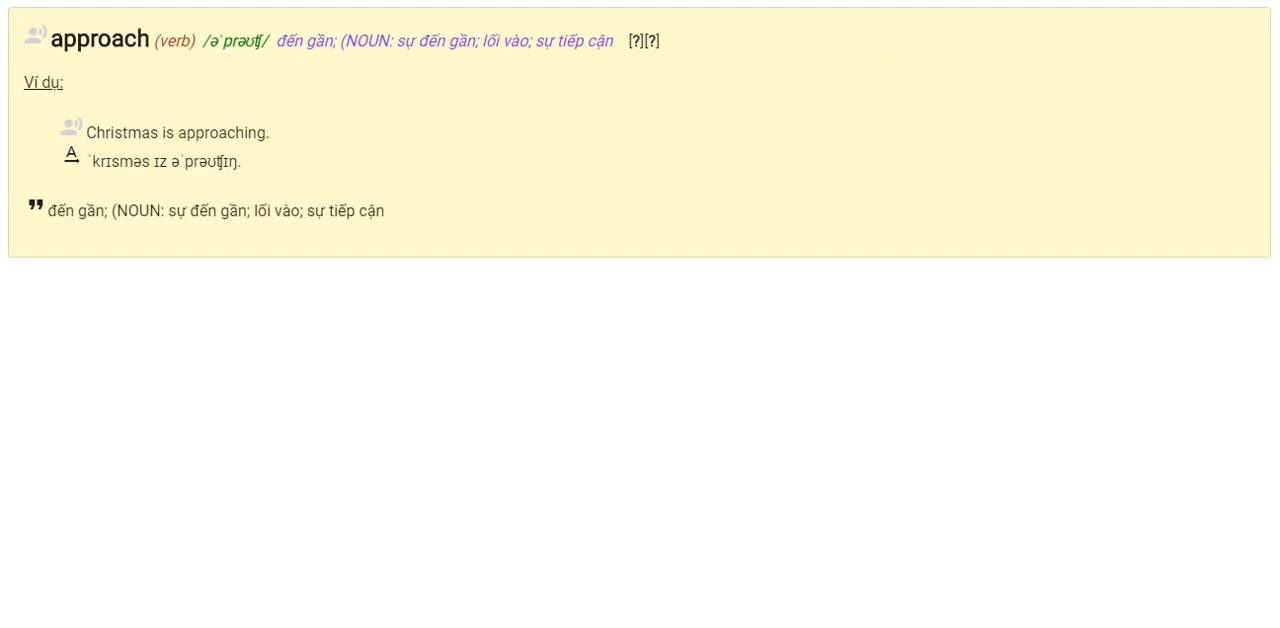 approach (verb) /əˈprəʊʧ/ đến gần; (NOUN: sự đến gần; lối vào; sự tiếp cận [?][?]
Ví dụ:
Christmas is approaching.
ˈkrɪsməs ɪz əˈprəʊʧɪŋ.
đến gần; (NOUN: sự đến gần; lối vào; sự tiếp cận